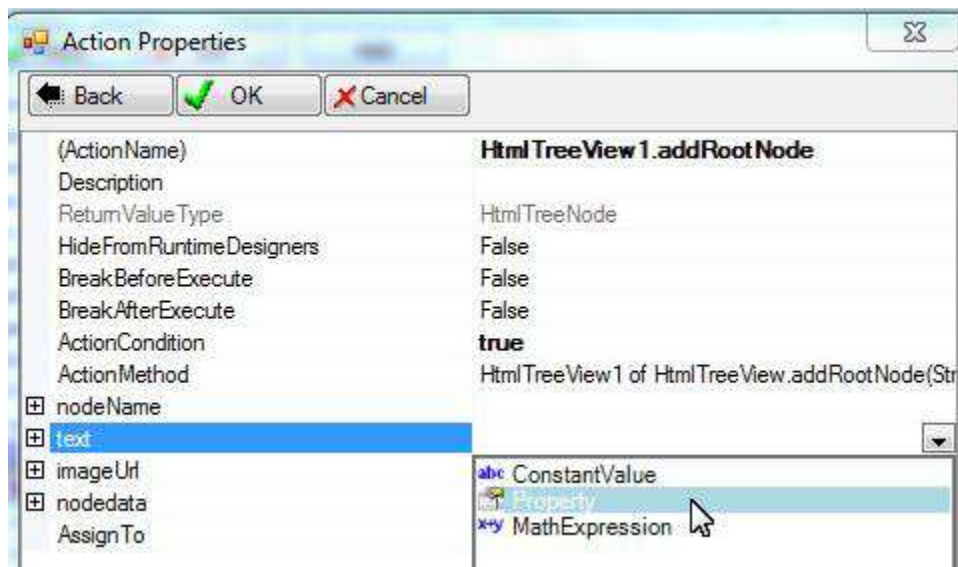 Action Properties
Back OK Cancel
(ActionName) HtmlTreeView1.addRootNode
Description
ReturnValueType HtmlTreeNode
HideFromRuntimeDesigners False
BreakBeforeExecute False
BreakAfterExecute False
ActionCondition true
ActionMethod HtmlTreeView1 of HtmlTreeView.addRootNode(Str
nodeName
text
imageUrl abc ConstantValue
nodedata Property
AssignTo x+y MathExpression